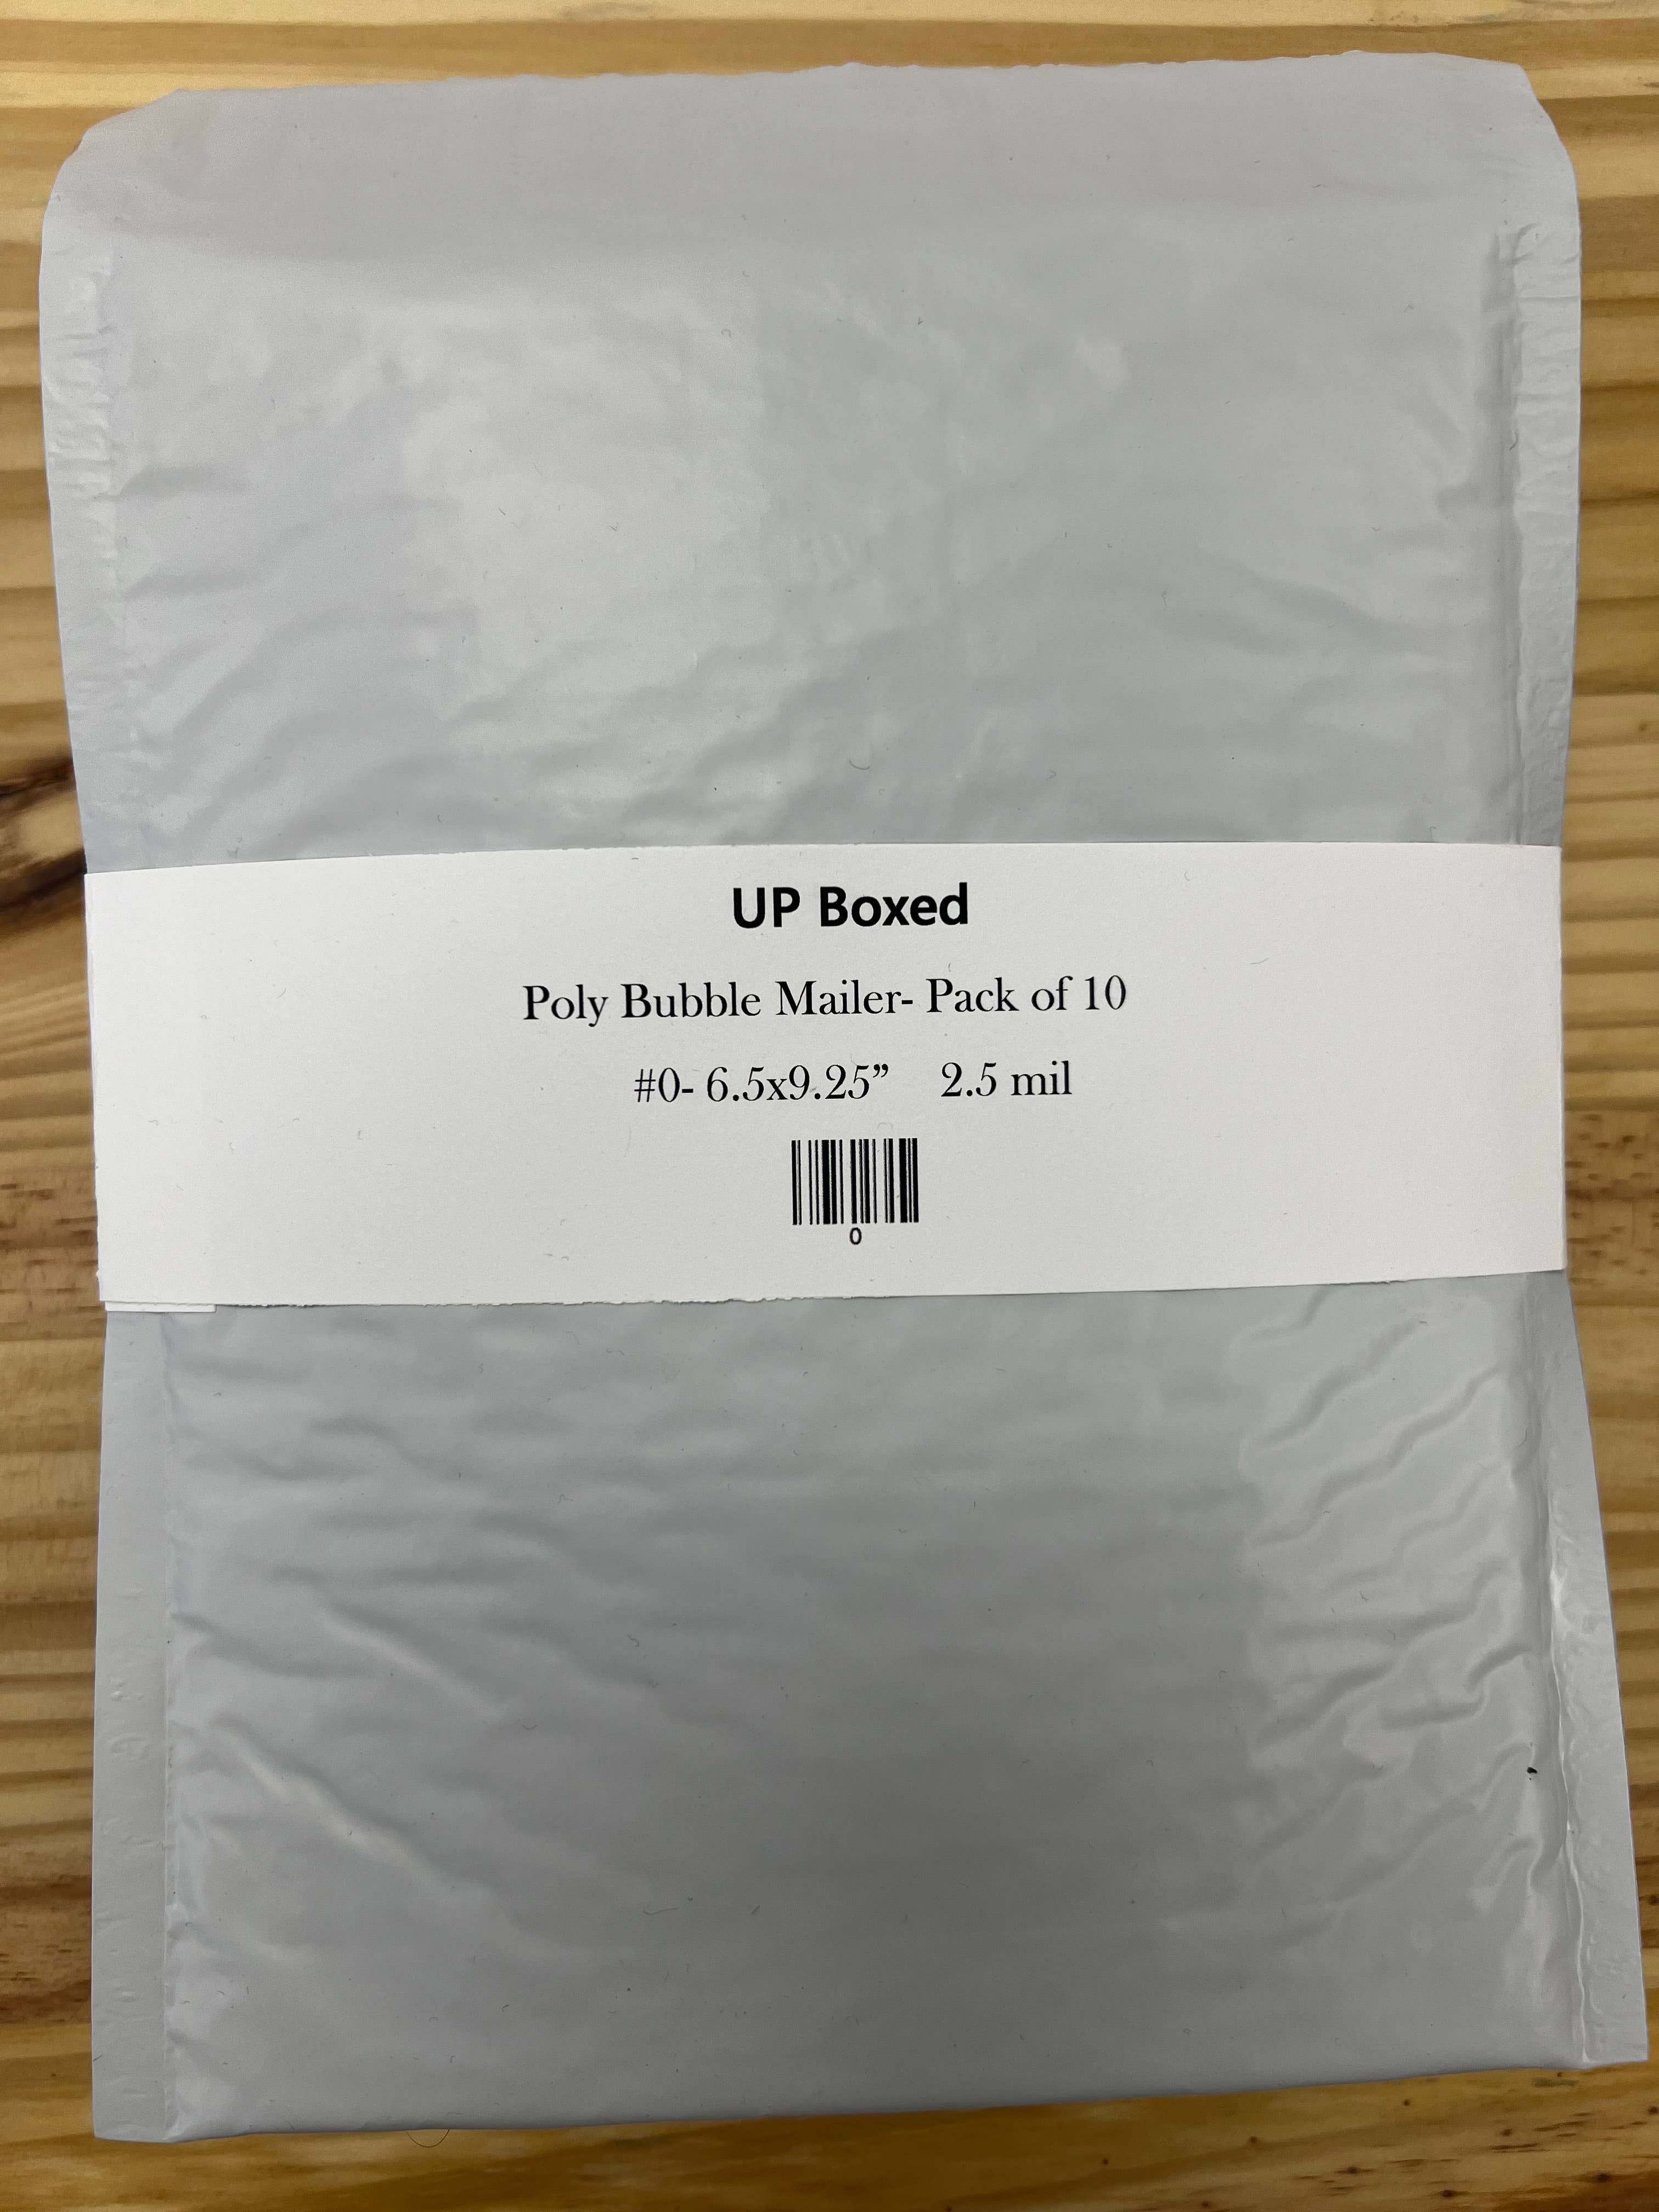 UP Boxed
Poly Bubble Mailer- Pack of 10
#0- 6.5x9.25” 2.5 mil
0